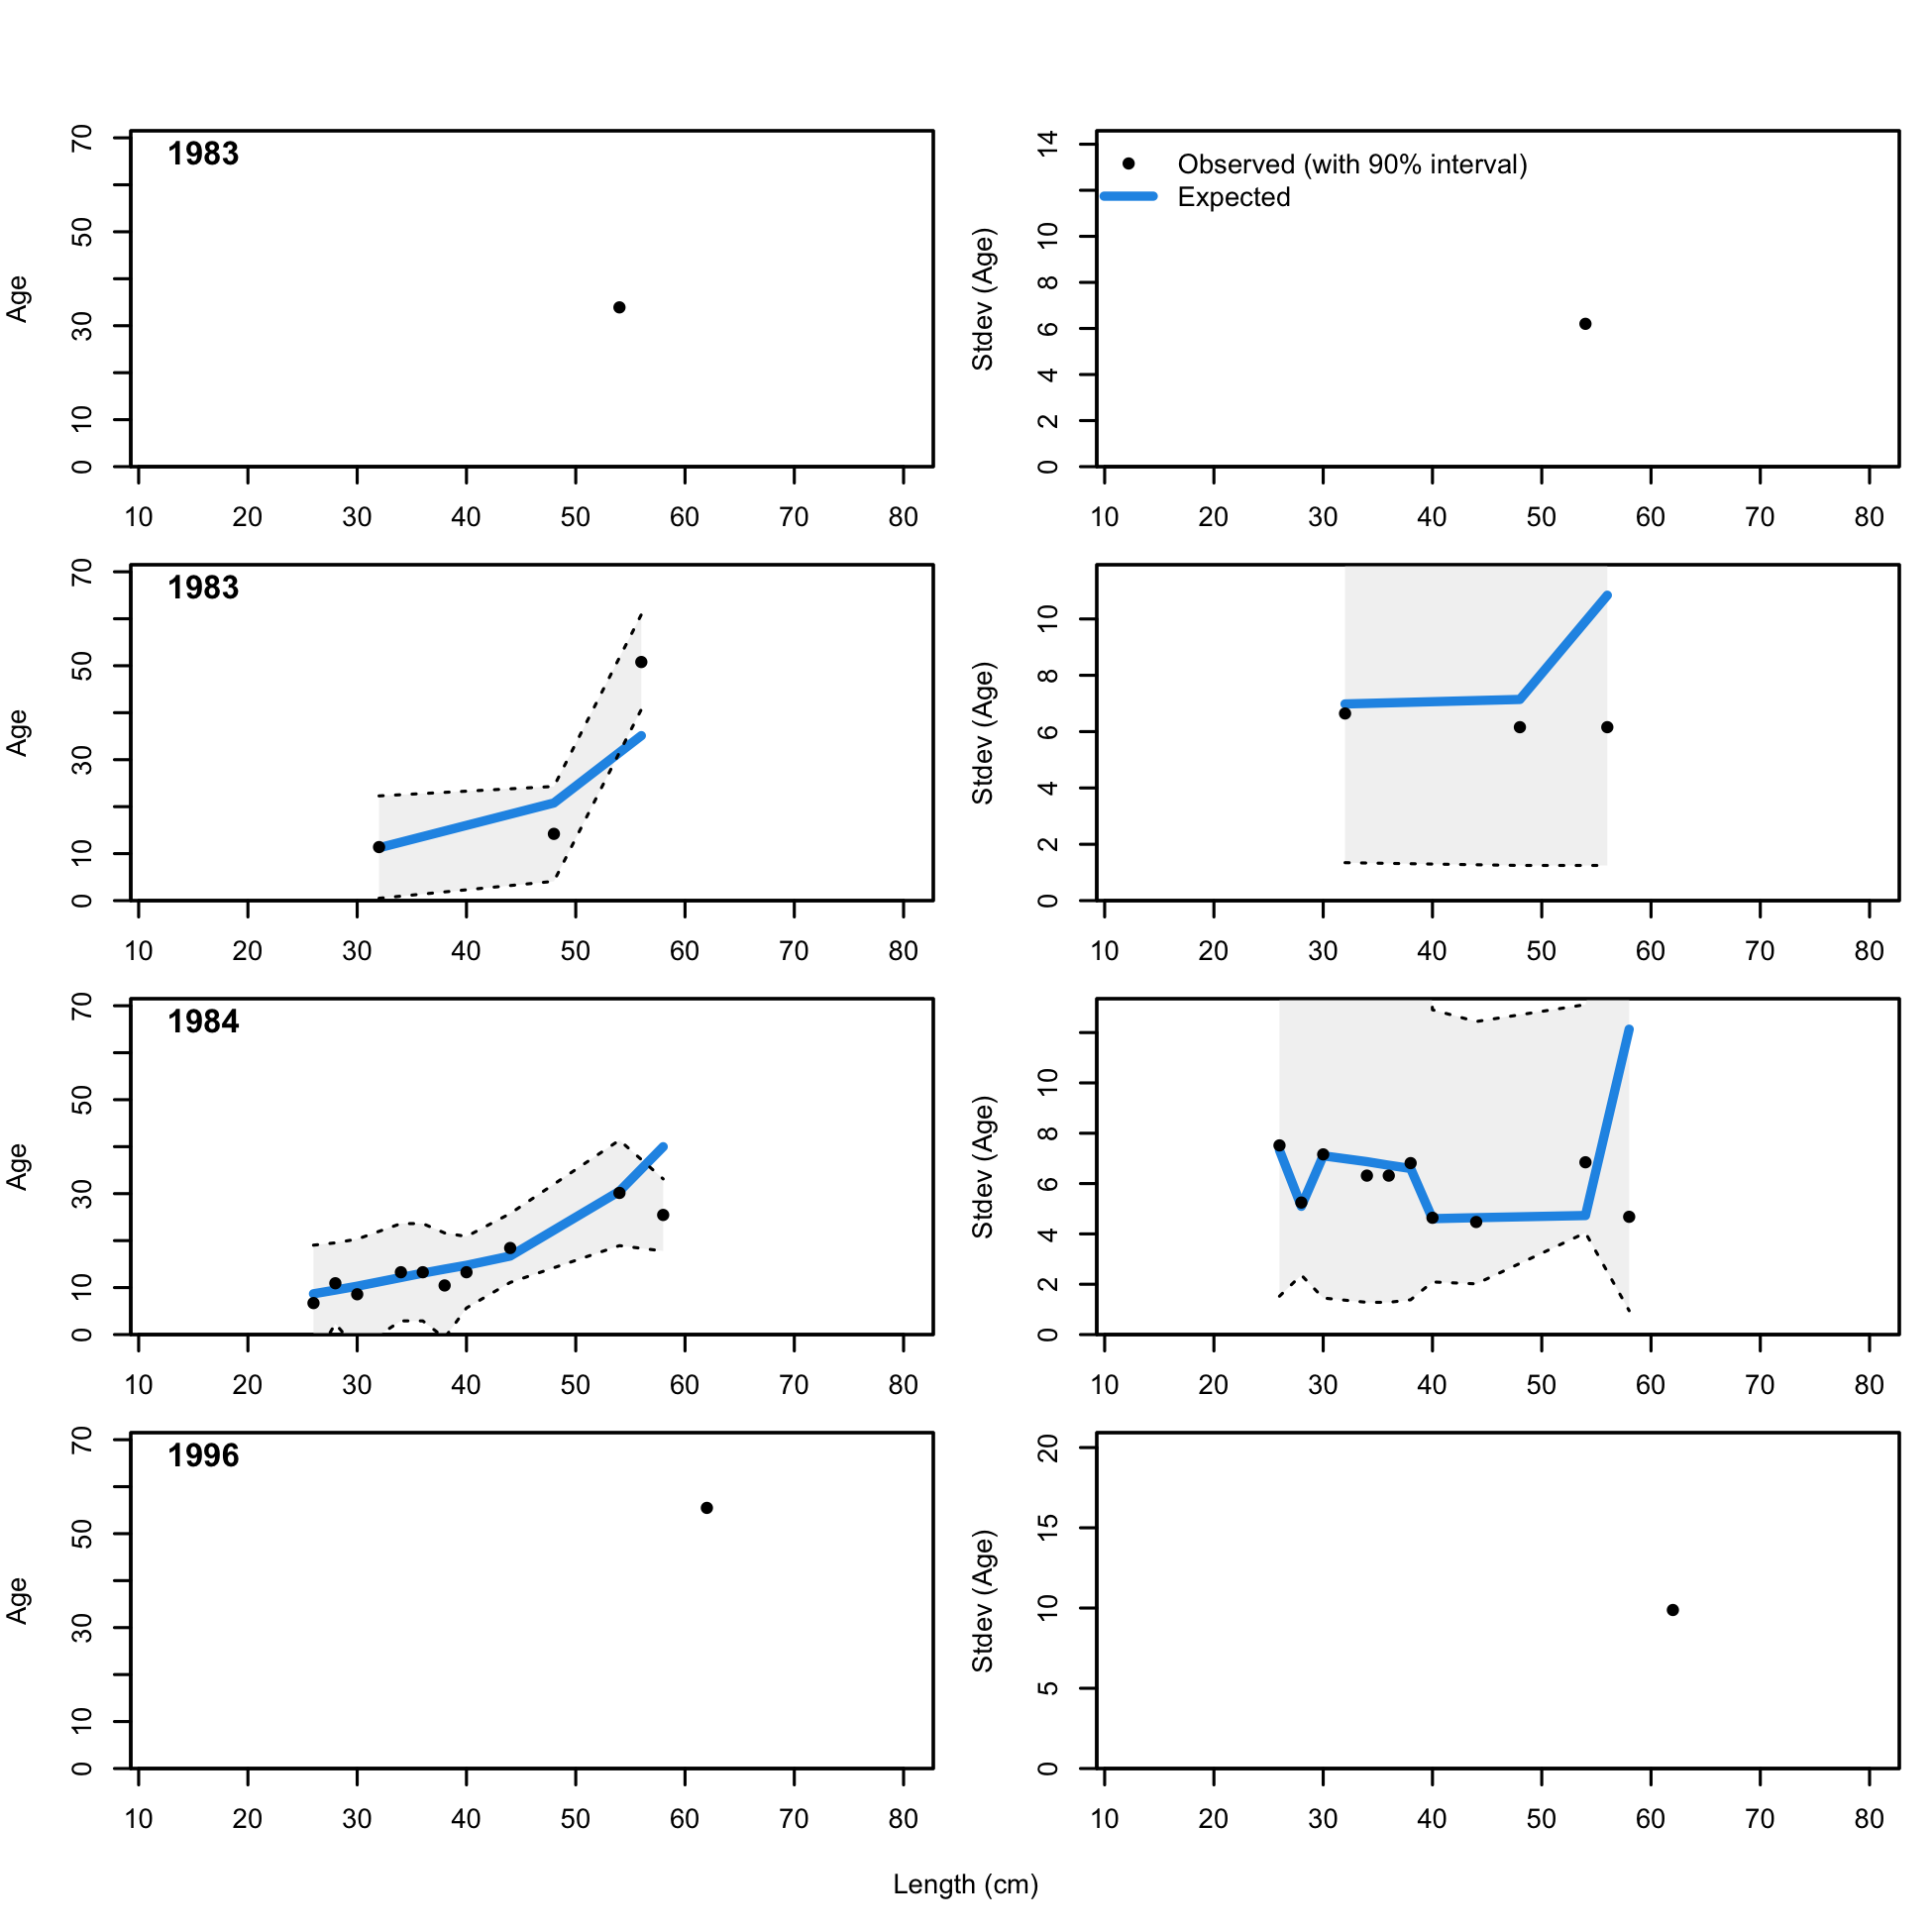 1983
Age
0 10 30 50 70
10 20 30 40 50 60 70 80
Observed (with 90% interval)
Expected
Stdev (Age)
0 2 4 6 8 10 14
10 20 30 40 50 60 70 80
1983
Age
0 10 30 50 70
10 20 30 40 50 60 70 80
Stdev (Age)
0 2 4 6 8 10
10 20 30 40 50 60 70 80
1984
Age
0 10 30 50 70
10 20 30 40 50 60 70 80
Stdev (Age)
0 2 4 6 8 10
10 20 30 40 50 60 70 80
1996
Age
0 10 30 50 70
10 20 30 40 50 60 70 80
Stdev (Age)
0 5 10 15 20
10 20 30 40 50 60 70 80
Length (cm)